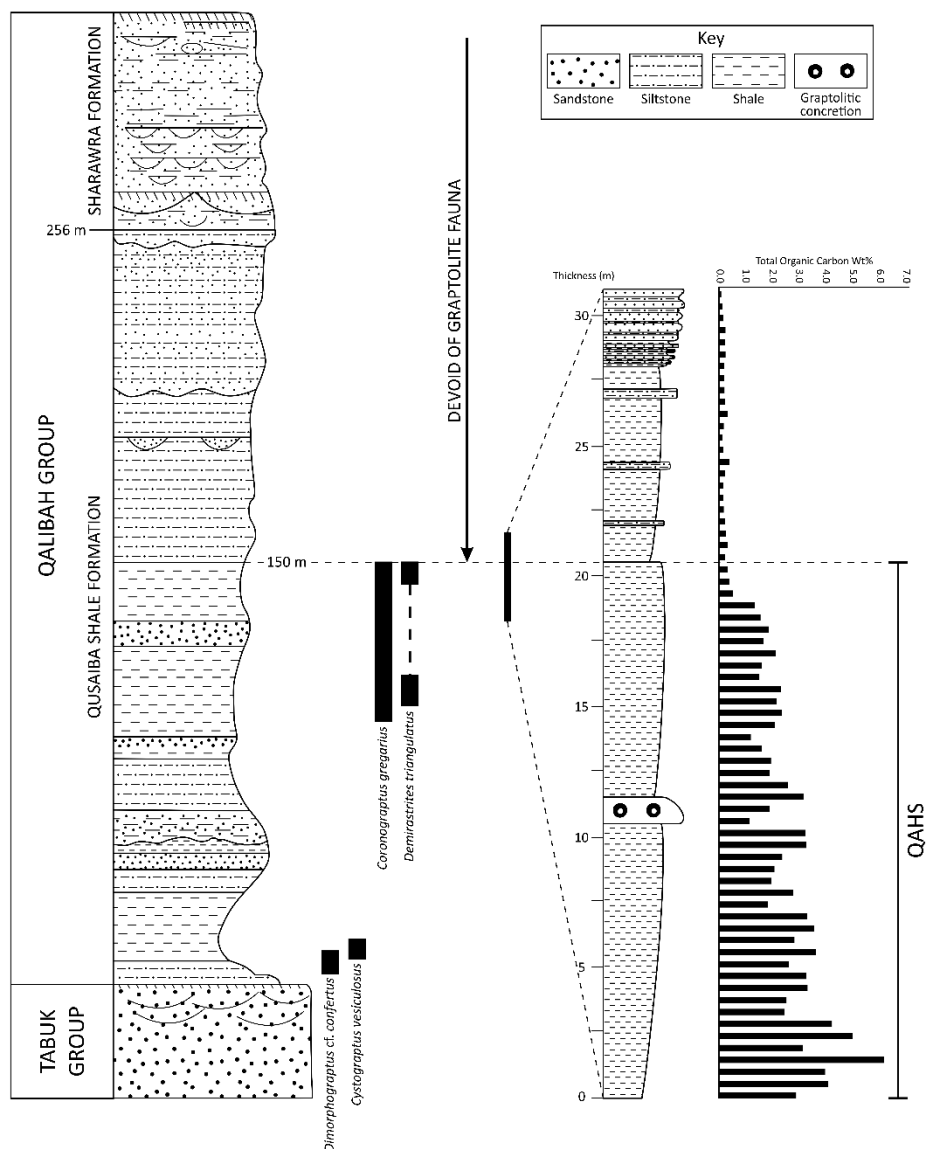 SHARAWRA FORMATION
256 m
QALIBAH GROUP
QUSAIBA SHALE FORMATION
150 m
TABUK
GROUP
DEVOID OF GRAPTOLITE FAUNA
Coronograptus gregarius
Demirastrites triangulatus
Dimorphograptus cf. confertus
Cystograptus vesiculosus
Key
Sandstone
Siltstone
Shale
Graptolitic
concretion
Thickness (m)
30
25
20
15
10
5
0
Total Organic Carbon Wt%
0.0 1.0 2.0 3.0 4.0 5.0 6.0 7.0
QAHS